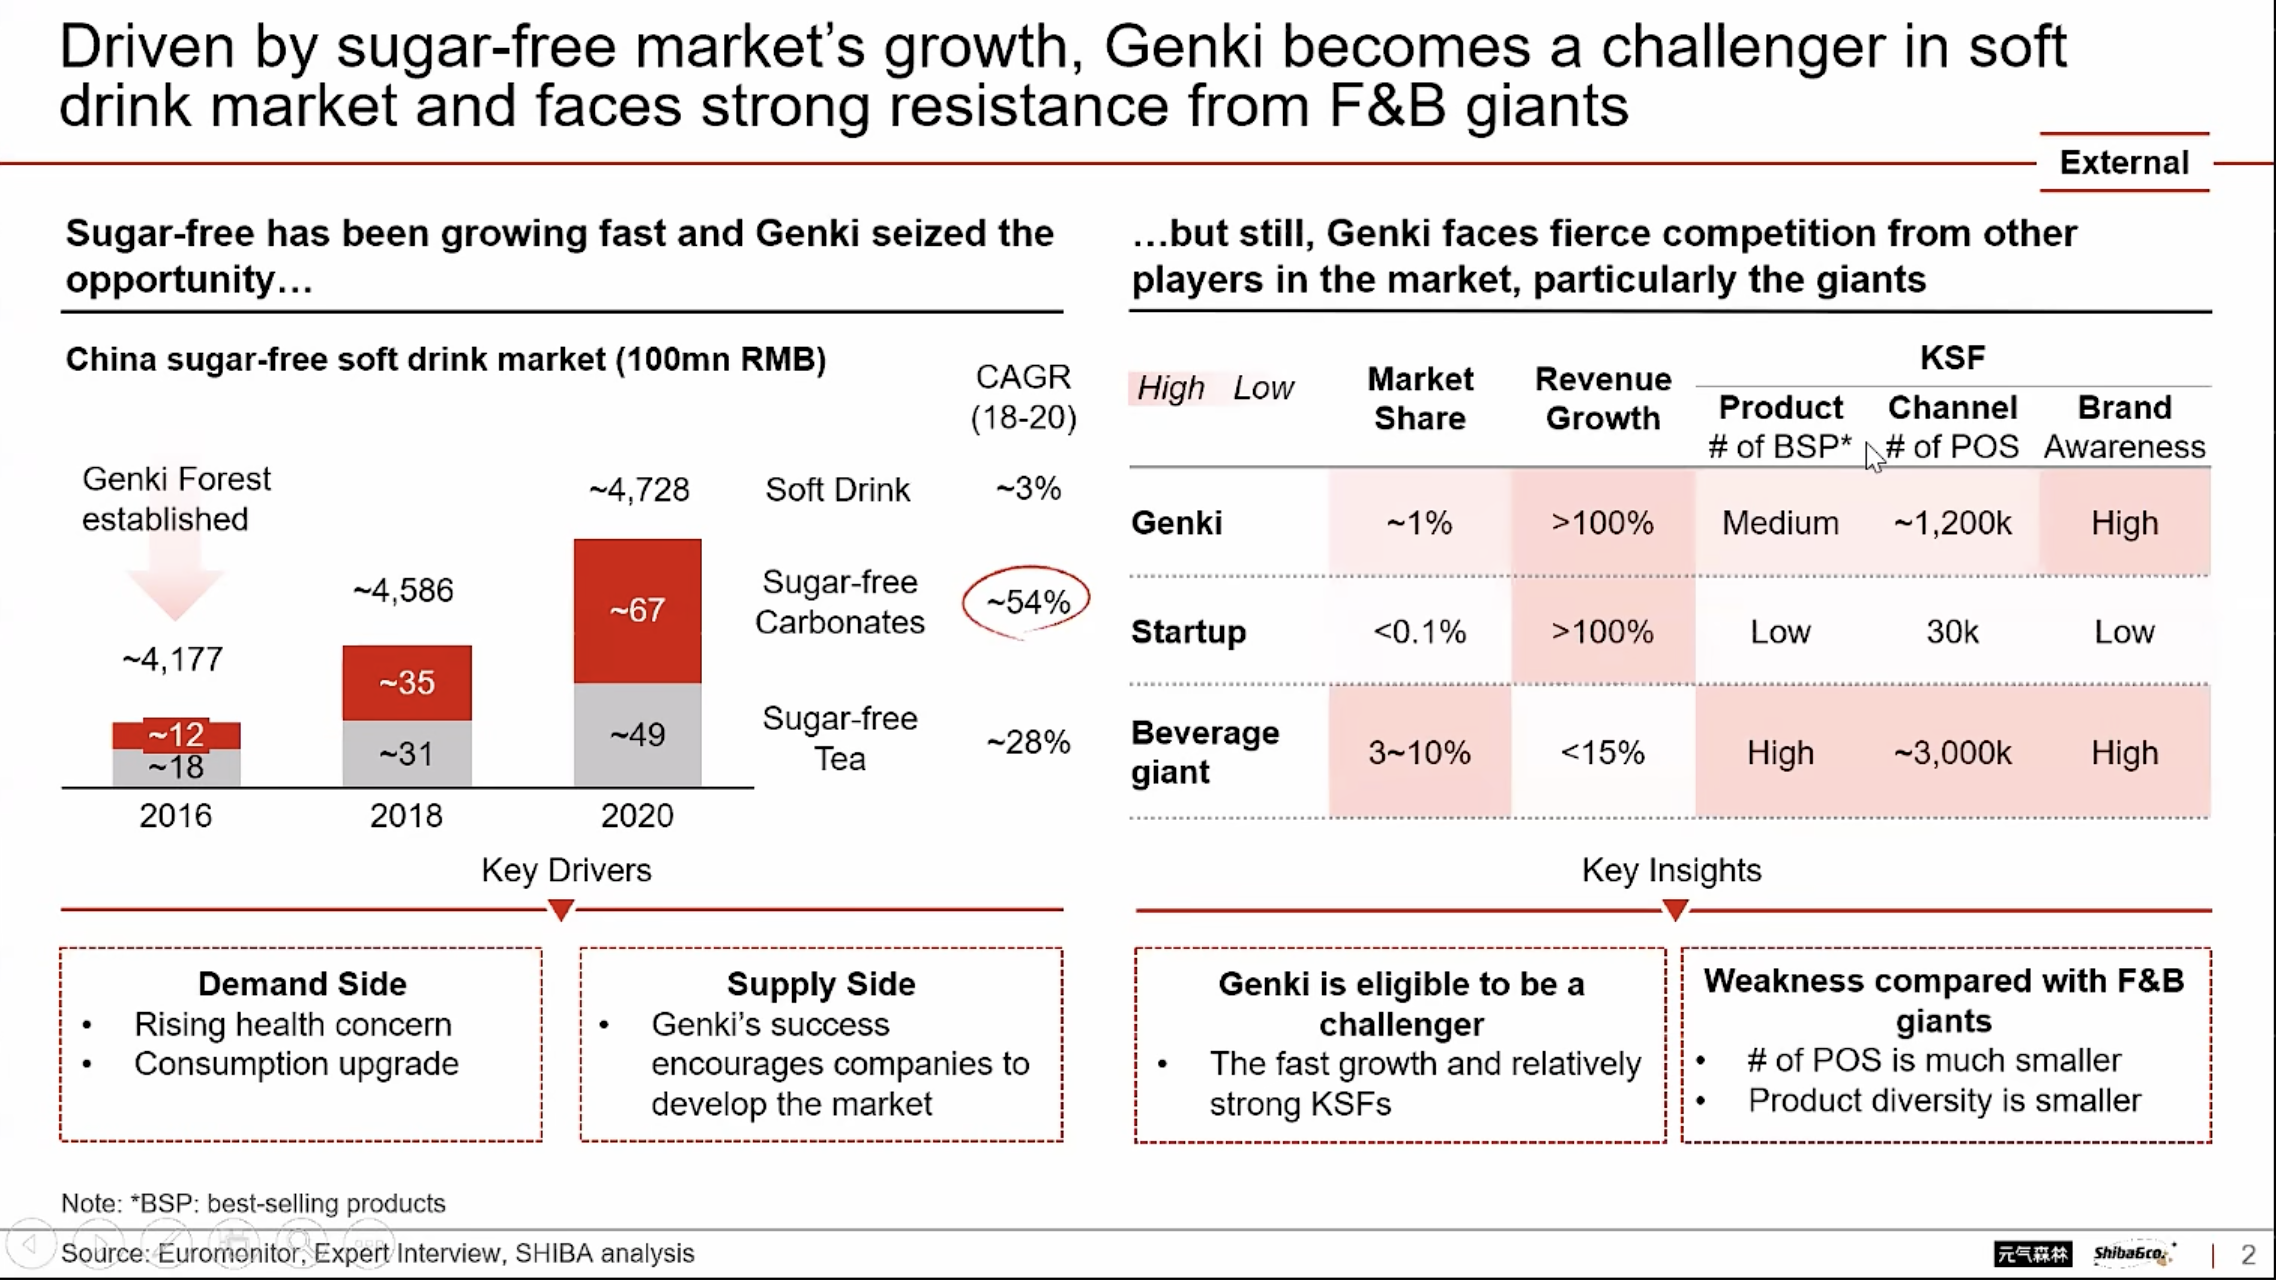 Driven by sugar-free market's growth, Genki becomes a challenger in soft
drink market and faces strong resistance from F&B giants
External
Sugar-free has been growing fast and Genki seized the
opportunity…
China sugar-free soft drink market (100mn RMB)
CAGR
(18-20)
Genki Forest
established
~4,177
~4,586
~4,728
Soft Drink
~3%
~12
~35
~67
Sugar-free
Carbonates
~54%
~18
~31
~49
Sugar-free
Tea
~28%
2016
2018
2020
Key Drivers
Demand Side
• Rising health concern
• Consumption upgrade
Supply Side
• Genki's success
encourages companies to
develop the market
…but still, Genki faces fierce competition from other
players in the market, particularly the giants
High Low
Market
Share
Revenue
Growth
KSF
Product
# of BSP*
Channel
# of POS
Brand
Awareness
Genki ~1% >100% Medium ~1,200k High
Startup <0.1% >100% Low 30k Low
Beverage
giant
3~10% <15% High ~3,000k High
Key Insights
Genki is eligible to be a
challenger
• The fast growth and relatively
strong KSFs
Weakness compared with F&B
giants
• # of POS is much smaller
• Product diversity is smaller
Note: *BSP: best-selling products
Source: Euromonitor, Expert Interview, SHIBA analysis
元气森林
Shiba&co.
2